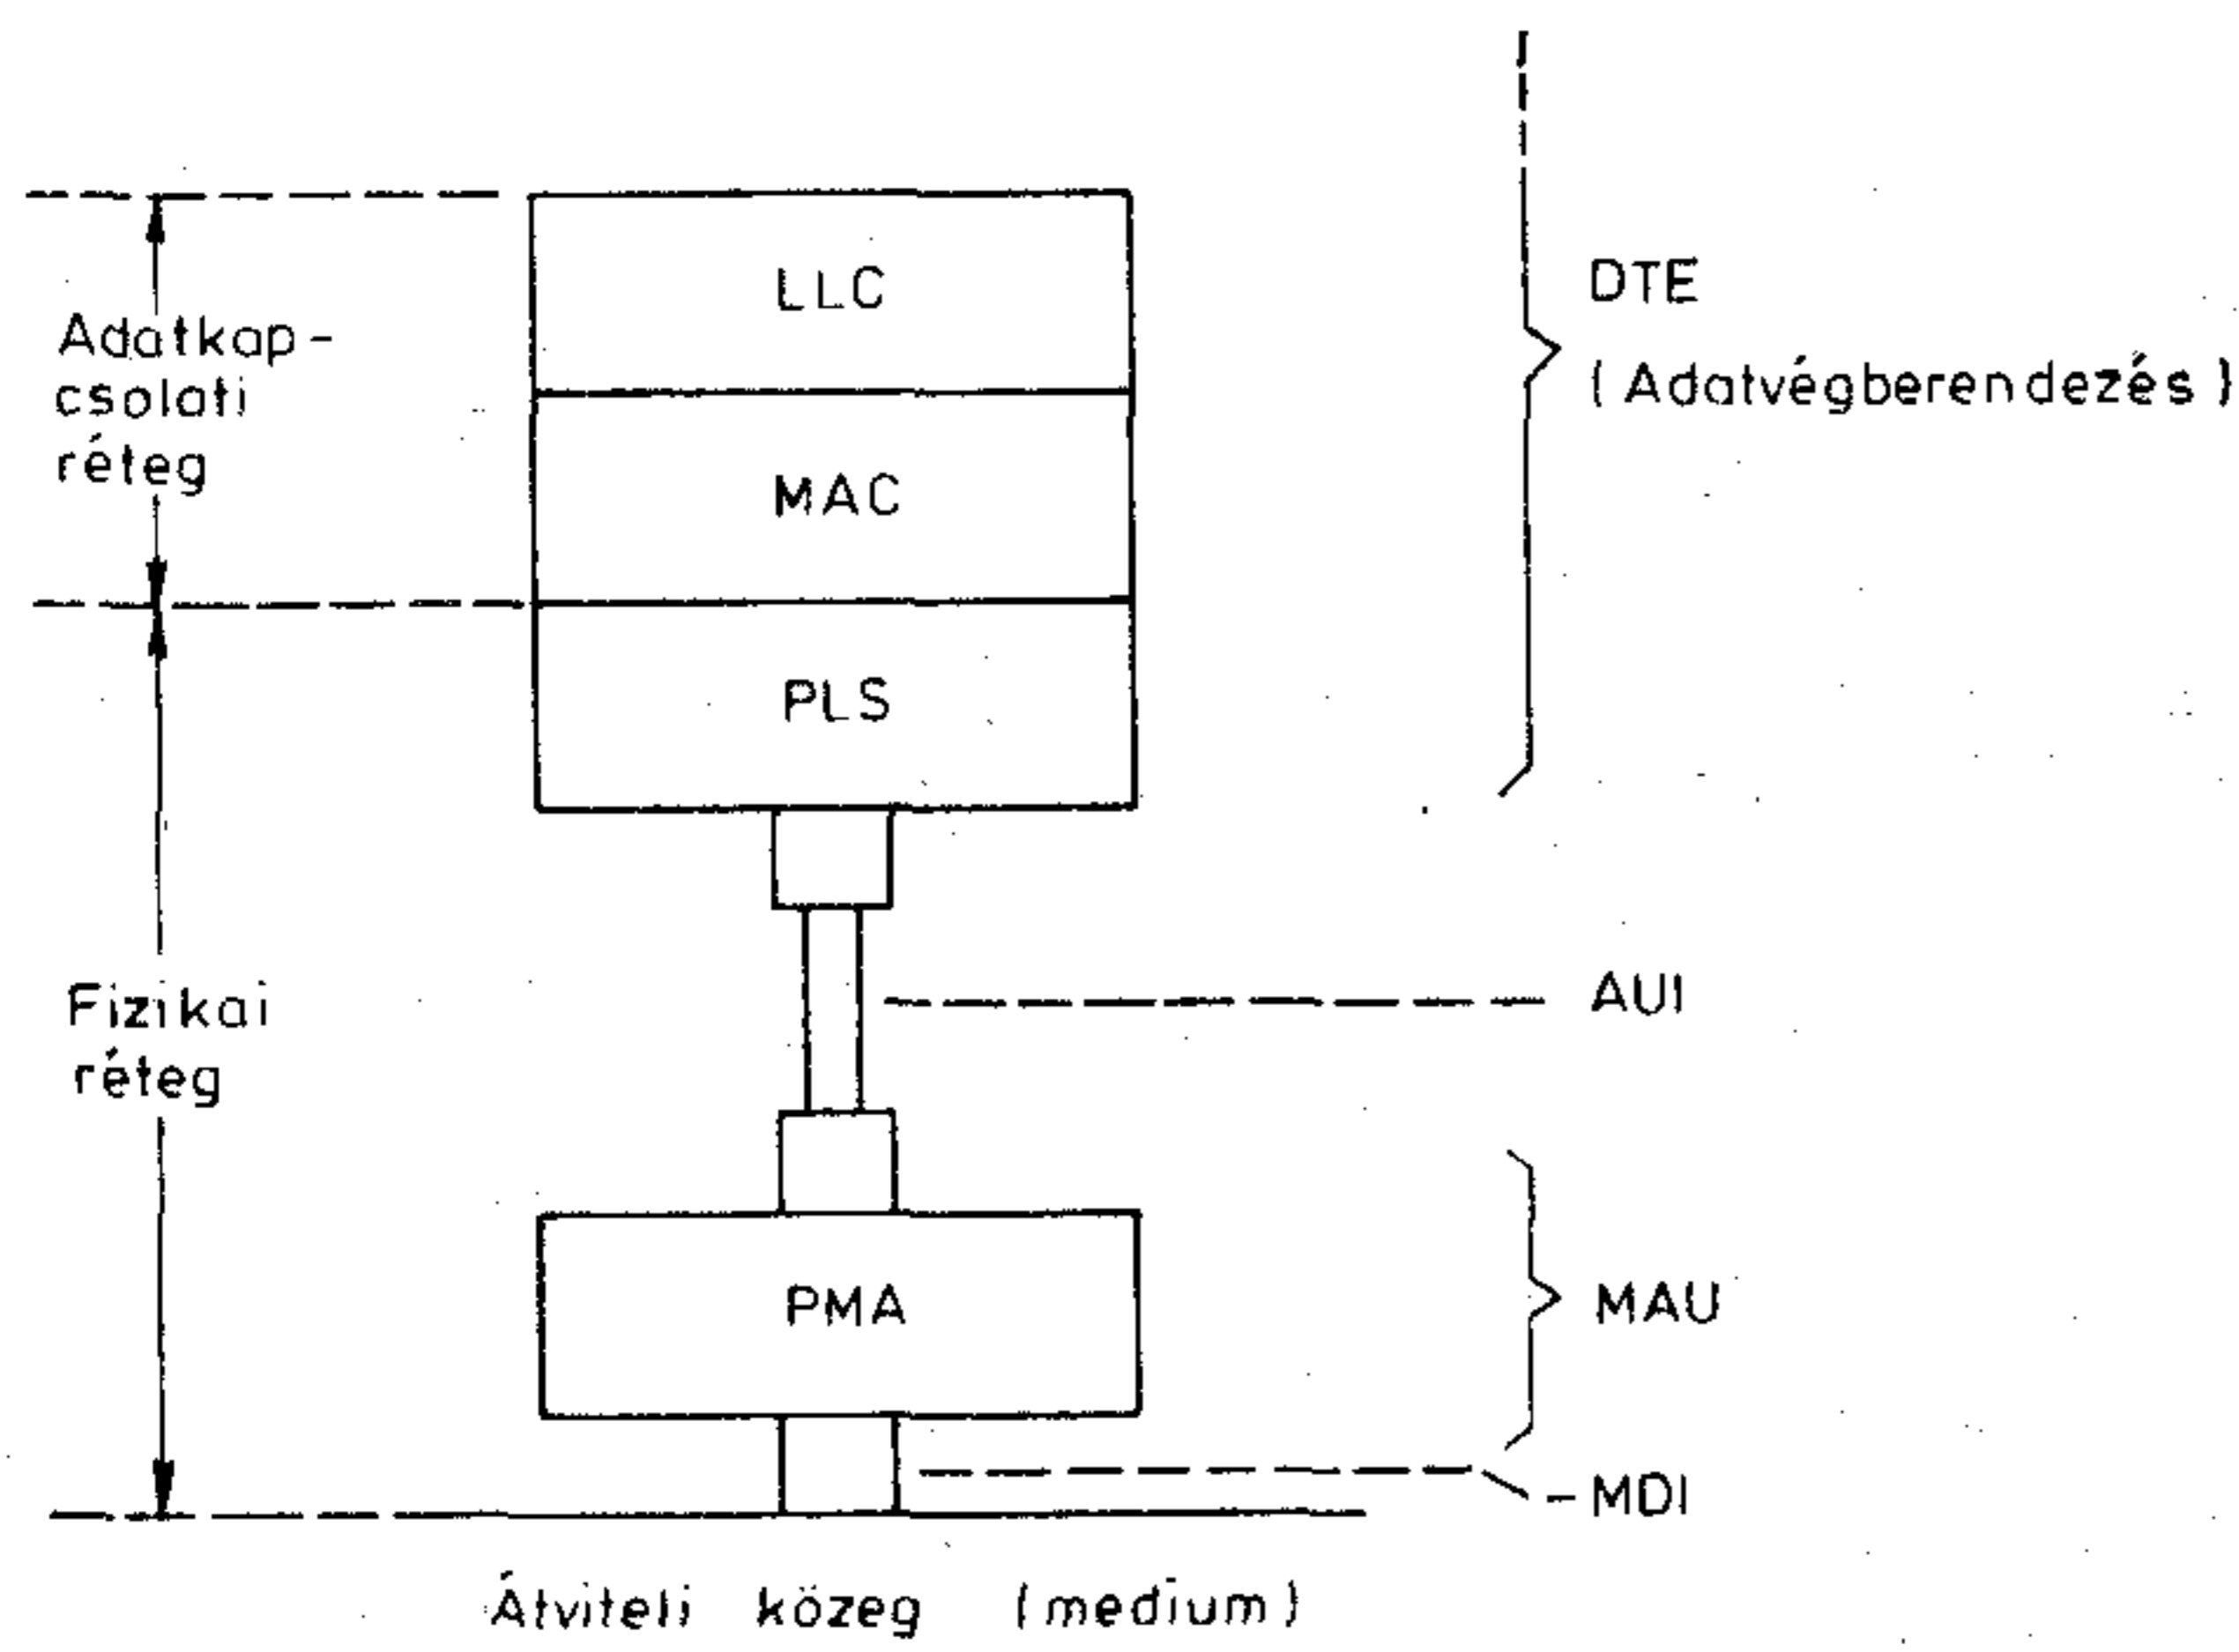 LLC
DTE
Adatkap-
csolati
réteg
(Adatvégberendezés)
MAC
PLS
Fizikai
réteg
AUI
PMA
MAU
MDI
Átviteli közeg (medium)